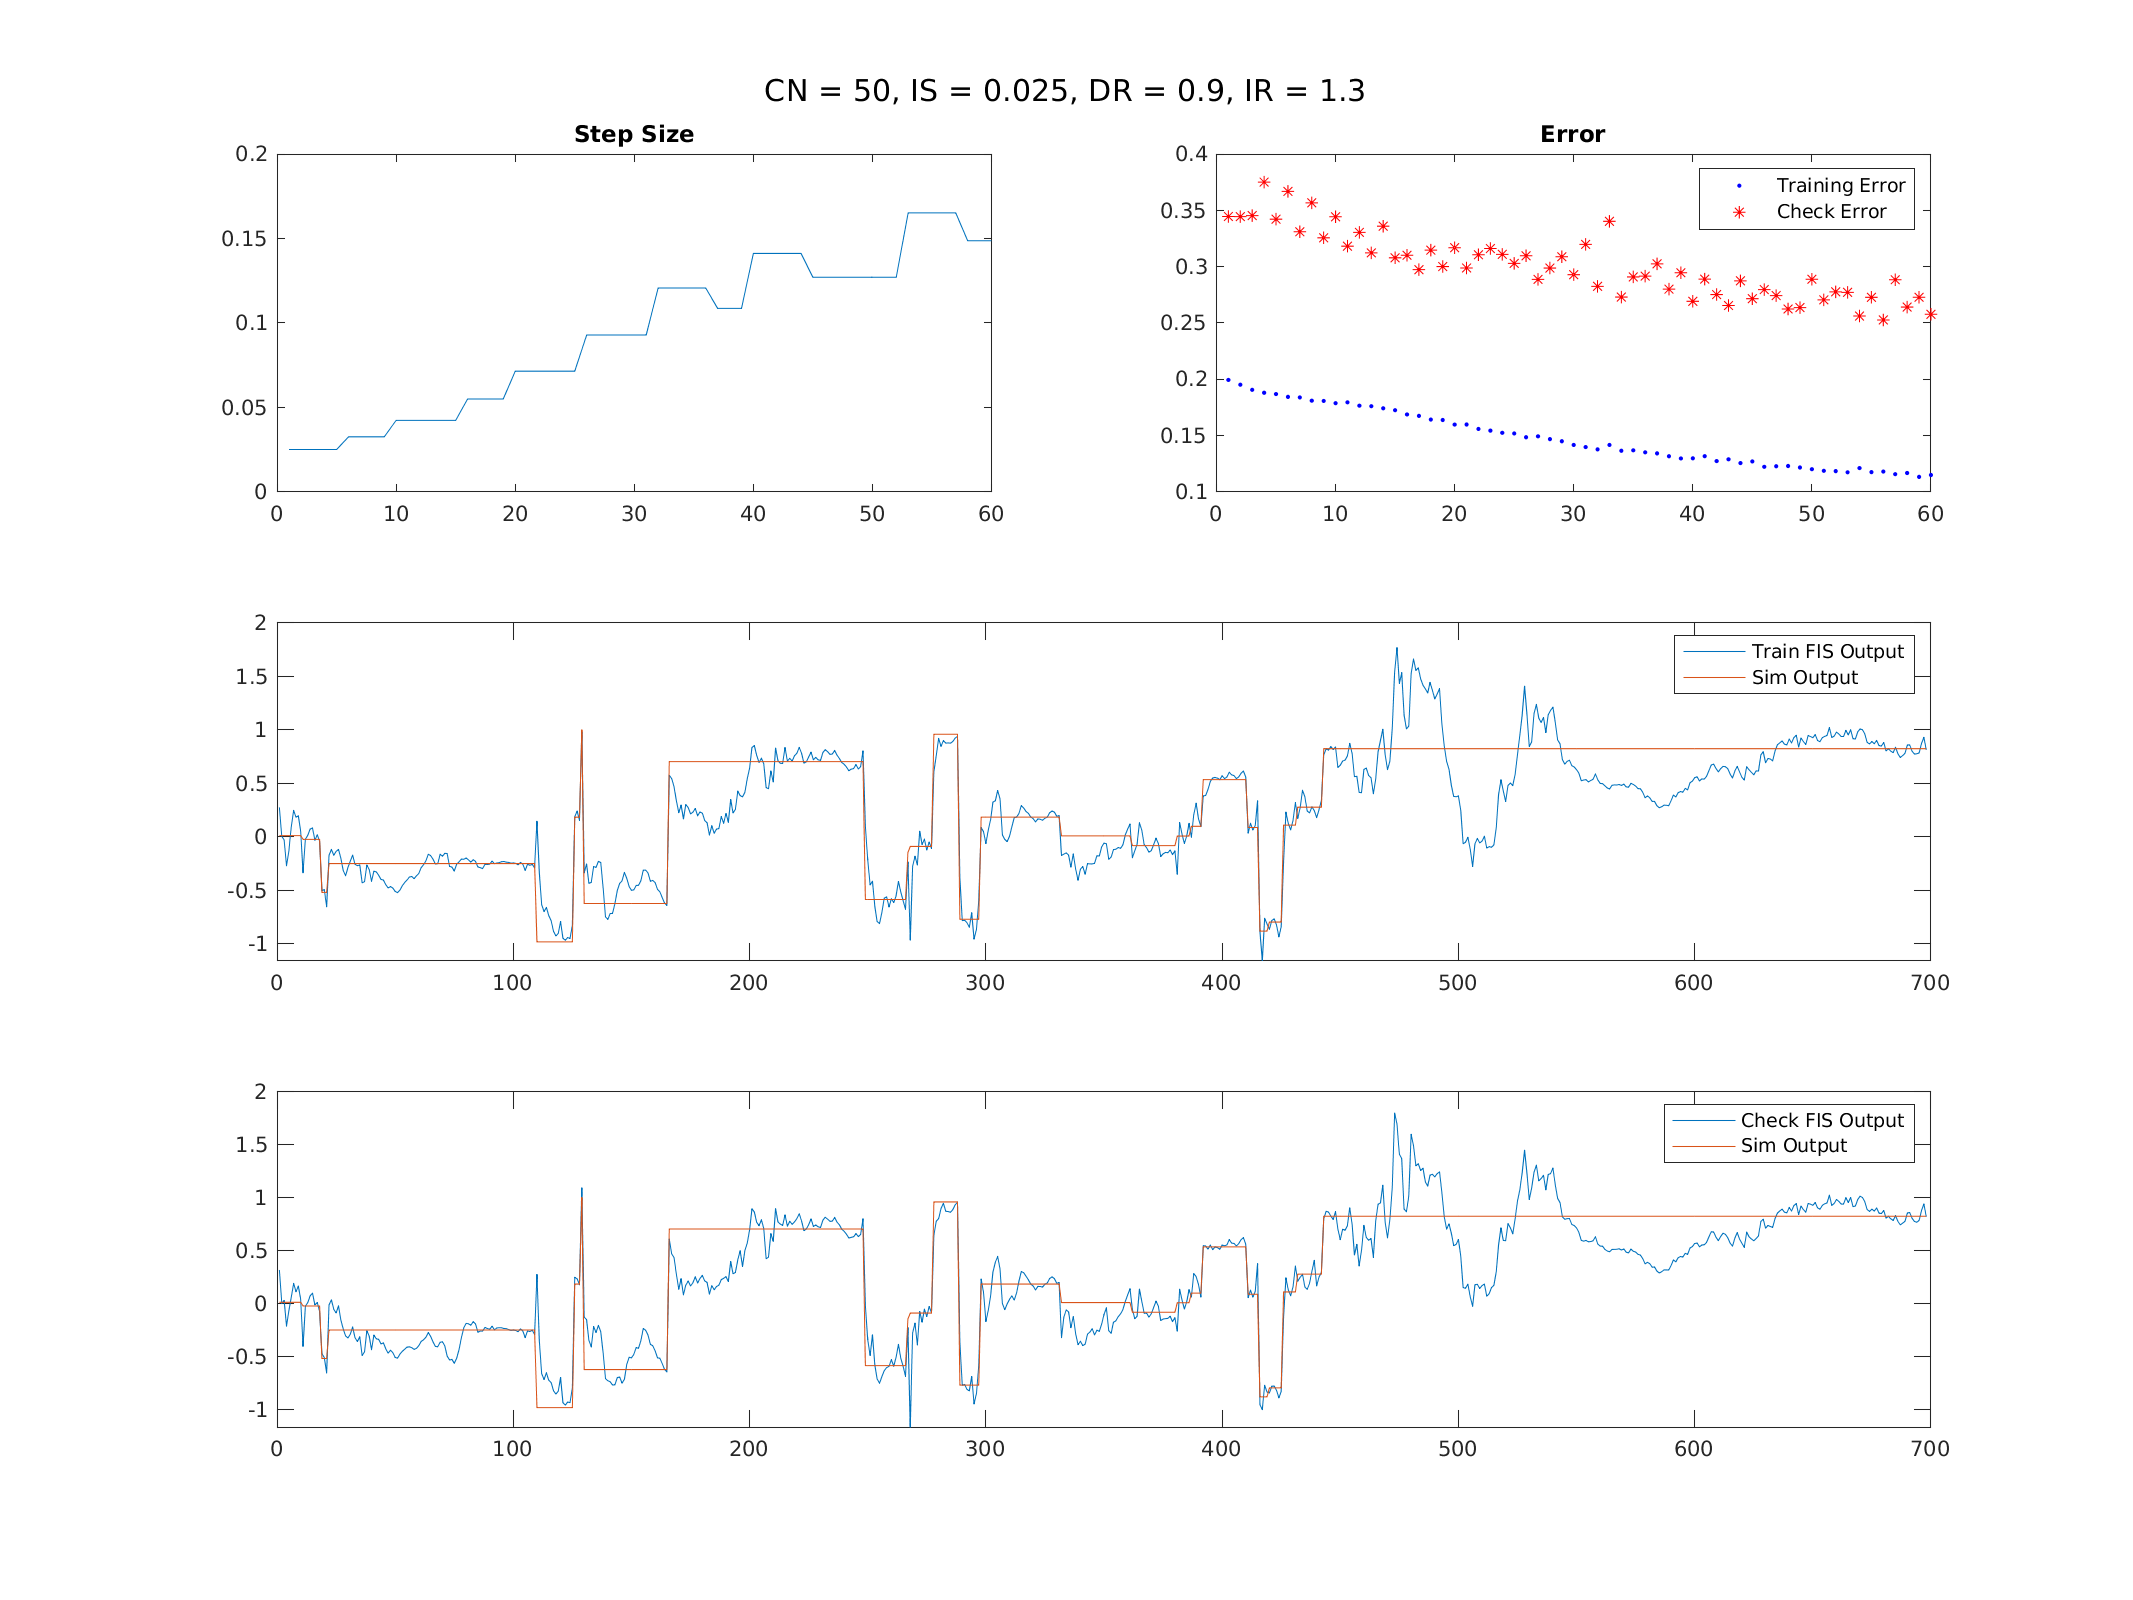 CN = 50, IS = 0.025, DR = 0.9, IR = 1.3
Step Size
0.2
0.15
0.1
0.05
0
0 10 20 30 40 50 60
Error
0.4
0.35
0.3
0.25
0.2
0.15
0.1
0 10 20 30 40 50 60
Training Error
Check Error
2
1.5
1
0.5
0
-0.5
-1
0 100 200 300 400 500 600 700
Train FIS Output
Sim Output
2
1.5
1
0.5
0
-0.5
-1
0 100 200 300 400 500 600 700
Check FIS Output
Sim Output